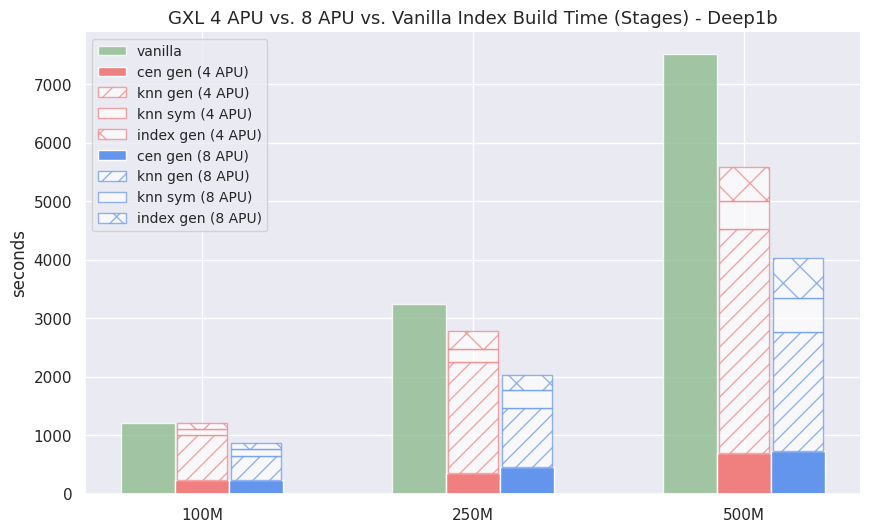 GXL 4 APU vs. 8 APU vs. Vanilla Index Build Time (Stages) - Deep1b
vanilla
cen gen (4 APU)
knn gen (4 APU)
knn sym (4 APU)
index gen (4 APU)
cen gen (8 APU)
knn gen (8 APU)
knn sym (8 APU)
index gen (8 APU)
seconds
7000
6000
5000
4000
3000
2000
1000
0
100M
250M
500M